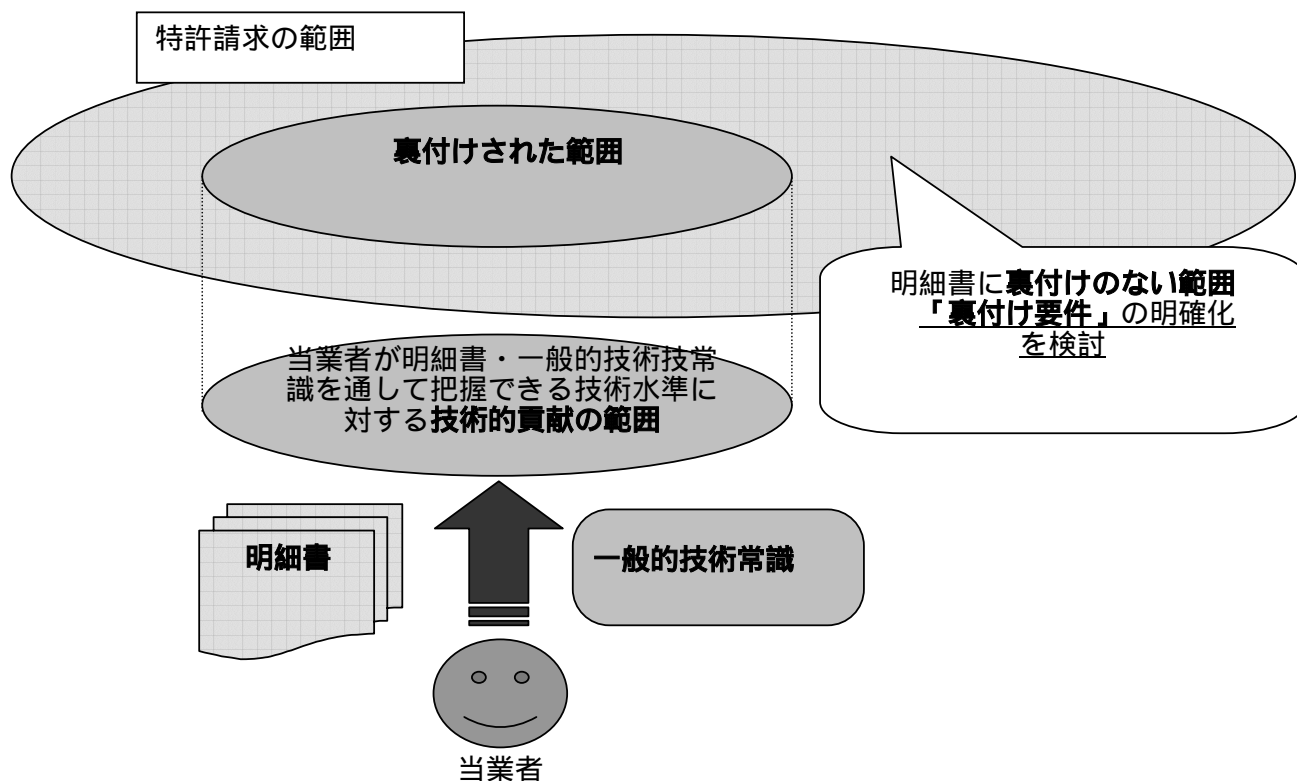 特許請求の範囲
裏付けされた範囲
明細書に裏付けのない範囲
「裏付け要件」の明確化
を検討
当業者が明細書・一般的技術技常
識を通して把握できる技術水準に
対する技術的貢献の範囲
明細書
一般的技術常識
当業者